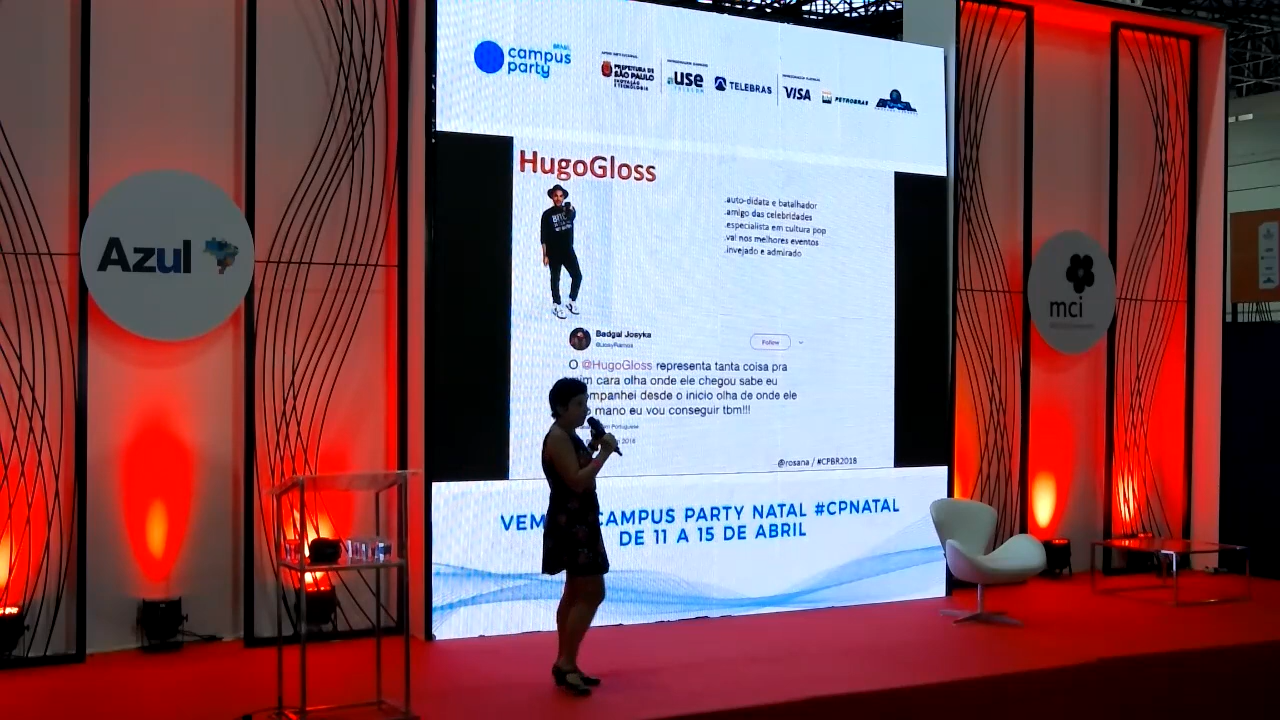 BRASIL
campus
party
PREFEITURA DE
SÃO PAULO
INOVAÇÃO
E TECNOLOGIA
use
TELECOM
TELEBRAS
VISA
PETROBRAS
HugoGloss
.auto-didata e batalhador
.amigo das celebridades
.especialista em cultura pop
.vai nos melhores eventos
.invejado e admirado
Badgal Josyka
Follow
O @HugoGloss representa tanta coisa pra
cara olha onde ele chegou sabe eu
desde o inicio olha de onde ele
mano eu vou conseguir tbm!!!
@rosana / #CPBR2018
VEM CAMPUS PARTY NATAL #CPNATAL
DE 11 A 15 DE ABRIL
Azul
mci